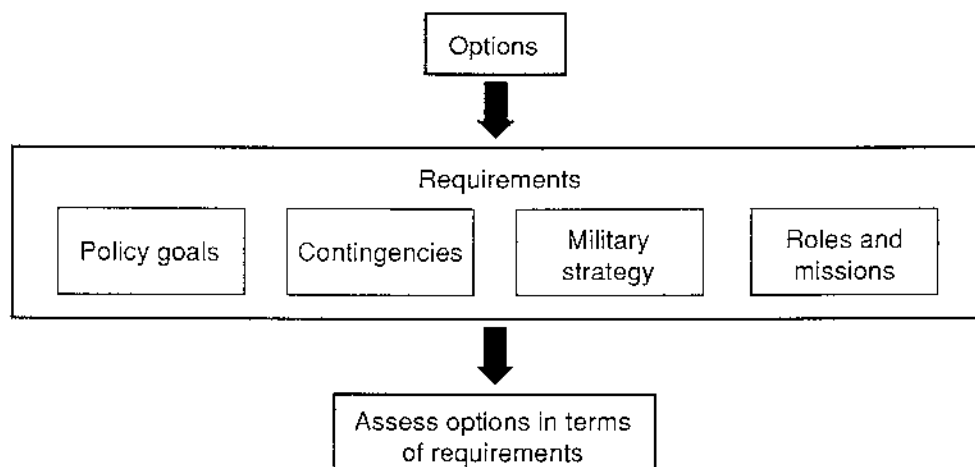 Options
Requirements
Policy goals
Contingencies
Military
strategy
Roles and
missions
Assess options in terms
of requirements